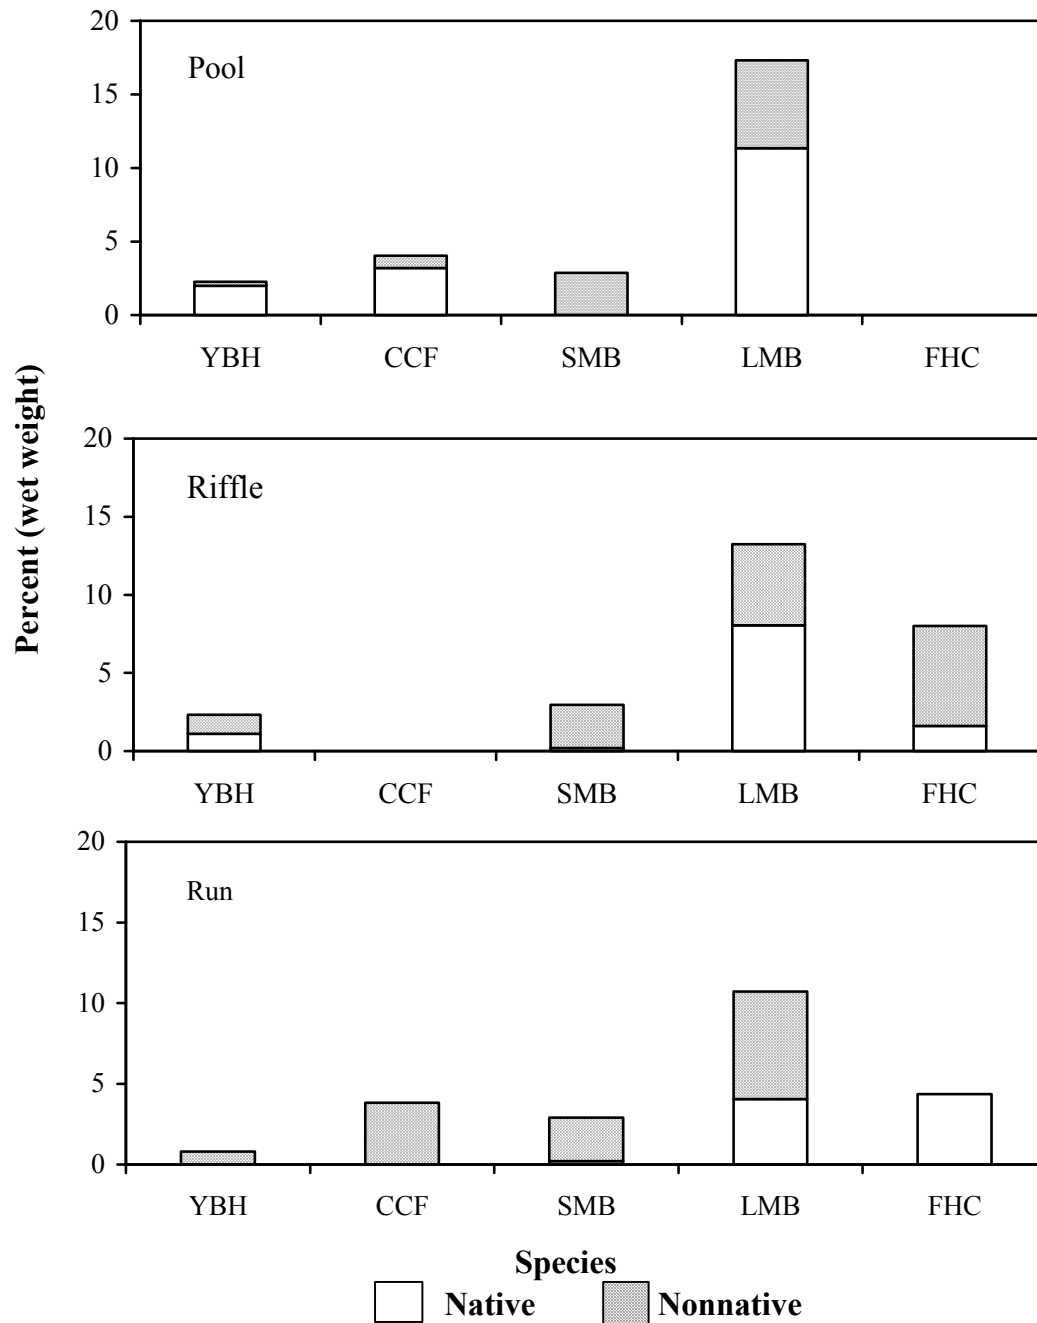 Percent (wet weight)
20
15
10
5
0
Pool
YBH CCF SMB LMB FHC
20
15
10
5
0
Riffle
YBH CCF SMB LMB FHC
20
15
10
5
0
Run
YBH CCF SMB LMB FHC
Species
Native Nonnative